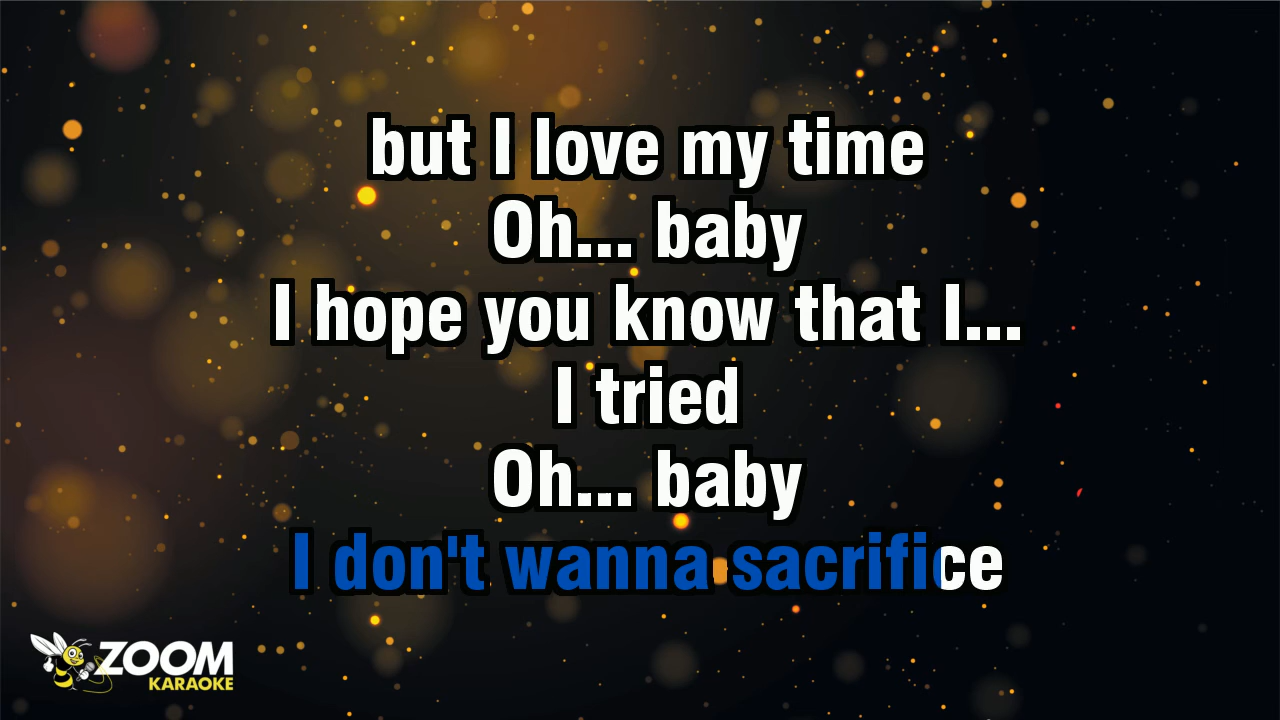 but I love my time
Oh... baby
I hope you know that I...
I tried
Oh... baby
I don't wanna sacrifice
ZOOM
KARAOKE